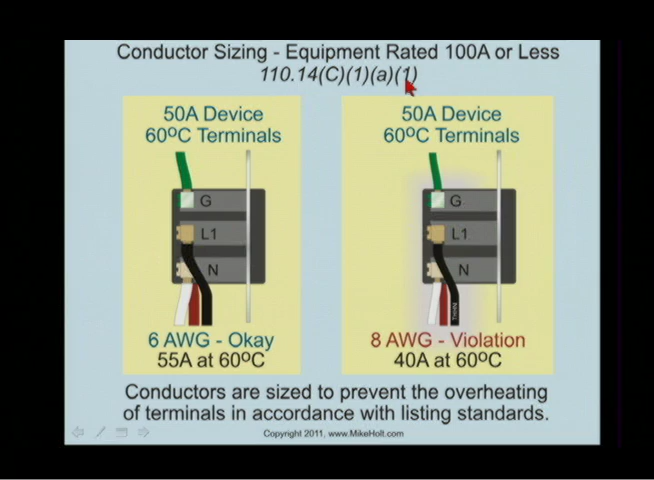 Conductor Sizing - Equipment Rated 100A or Less
110.14(C)(1)(a)(1)
50A Device
60ºC Terminals
G
L1
N
6 AWG - Okay
55A at 60ºC
50A Device
60ºC Terminals
G
L1
N
8 AWG - Violation
40A at 60ºC
Conductors are sized to prevent the overheating
of terminals in accordance with listing standards.
Copyright 2011, www.MikeHolt.com